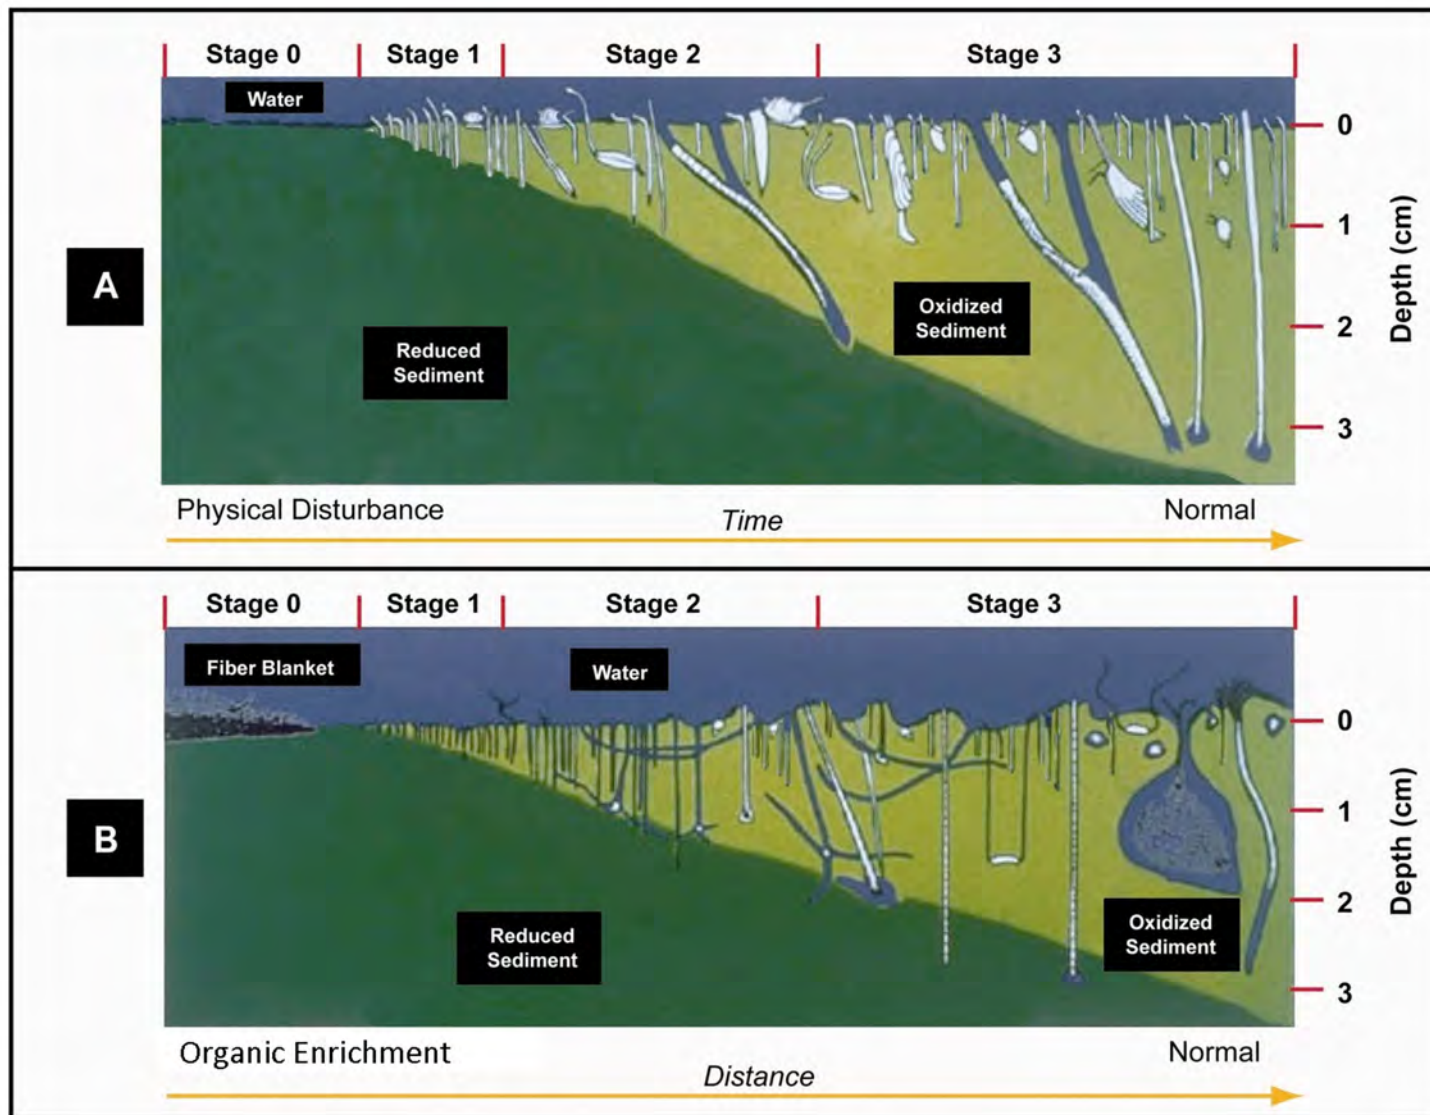 Stage 0 Stage 1 Stage 2 Stage 3
Water
0
1
A
Oxidized
Sediment
2
Reduced
Sediment
3
Depth (cm)
Physical Disturbance
Time
Normal
Stage 0 Stage 1 Stage 2 Stage 3
Fiber Blanket
Water
0
1
B
2
Reduced
Sediment
Oxidized
Sediment
3
Depth (cm)
Organic Enrichment
Distance
Normal